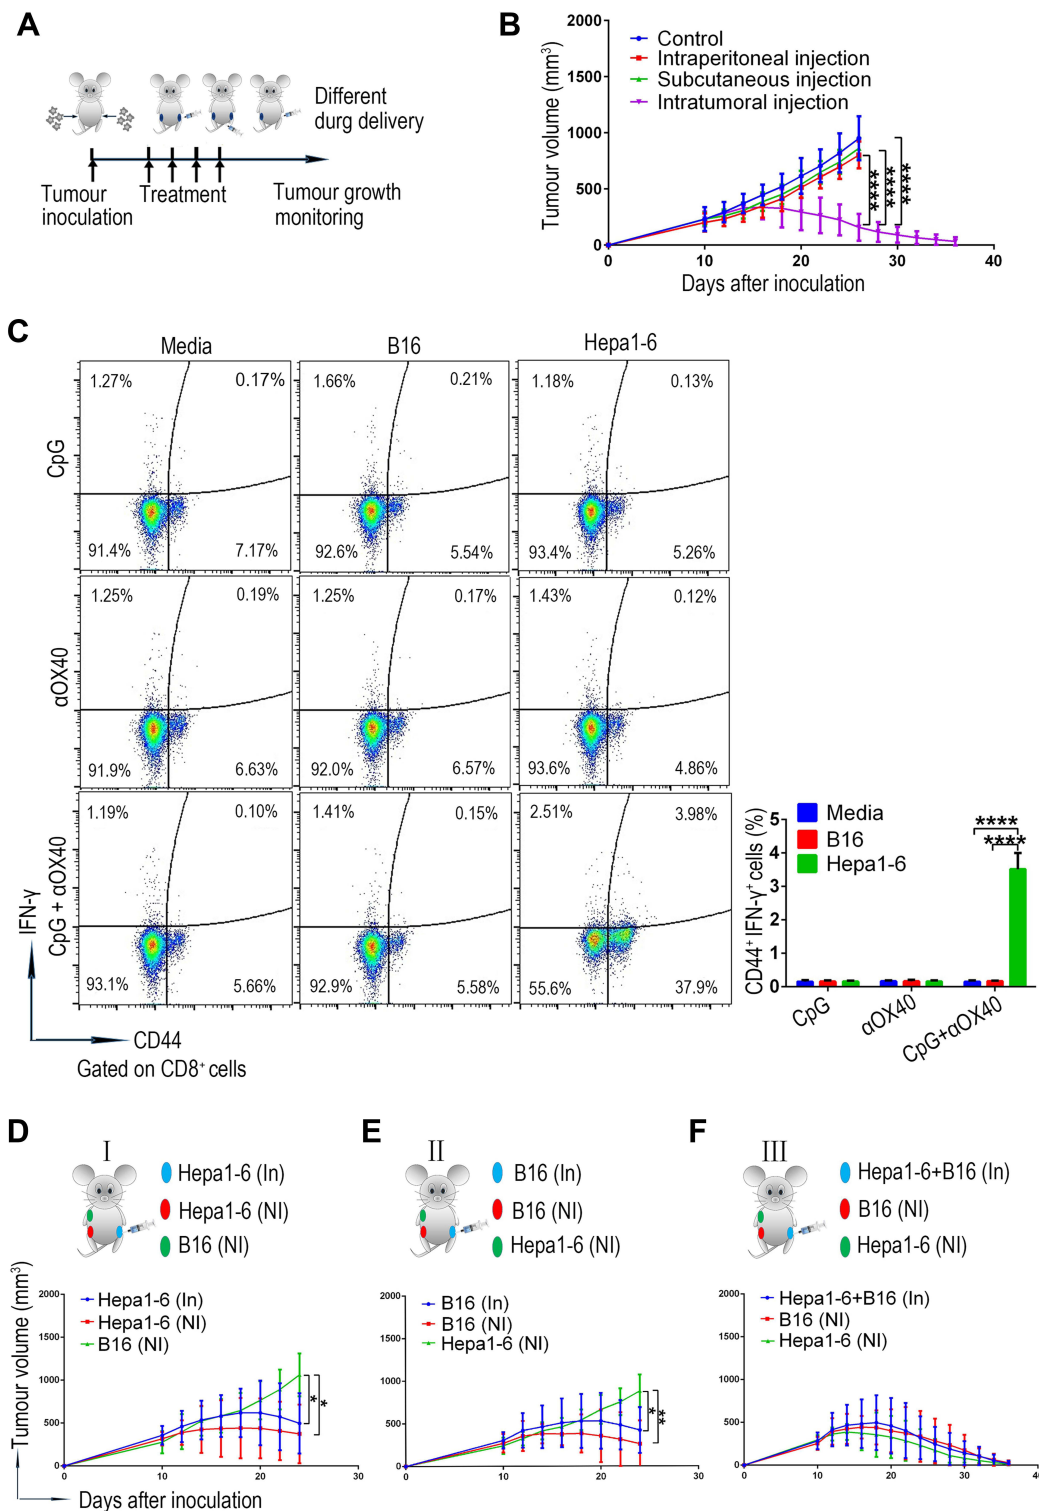 A
Different
durg delivery
Tumour
inoculation
Treatment
Tumour growth
monitoring
B
Tumour volume (mm³)
2000
1500
1000
500
0
0
10
20
30
40
Control
Intraperitoneal injection
Subcutaneous injection
Intratumoral injection
****
****
****
Days after inoculation
C
Media
B16
Hepa1-6
CpG
1.27%
0.17%
91.4%
7.17%
1.66%
0.21%
92.6%
5.54%
1.18%
0.13%
93.4%
5.26%
αOX40
1.25%
0.19%
91.9%
6.63%
1.25%
0.17%
92.0%
6.57%
1.43%
0.12%
93.6%
4.86%
CpG + αOX40
1.19%
0.10%
93.1%
5.66%
1.41%
0.15%
92.9%
5.58%
2.51%
3.98%
55.6%
37.9%
IFN-γ
CD44
Gated on CD8⁺ cells
CD44⁺ IFN-γ⁺ cells (%)
5
4
3
2
1
0
Media
B16
Hepa1-6
****
****
CpG
αOX40
CpG+αOX40
D
I
Hepa1-6 (In)
Hepa1-6 (NI)
B16 (NI)
Tumour volume (mm³)
2000
1500
1000
500
0
0
10
20
30
Hepa1-6 (In)
Hepa1-6 (NI)
B16 (NI)
*
*
Days after inoculation
E
II
B16 (In)
B16 (NI)
Hepa1-6 (NI)
2000
1500
1000
500
0
0
10
20
30
B16 (In)
B16 (NI)
Hepa1-6 (NI)
*
**
F
III
Hepa1-6+B16 (In)
B16 (NI)
Hepa1-6 (NI)
2000
1500
1000
500
0
0
10
20
30
40
Hepa1-6+B16 (In)
B16 (NI)
Hepa1-6 (NI)